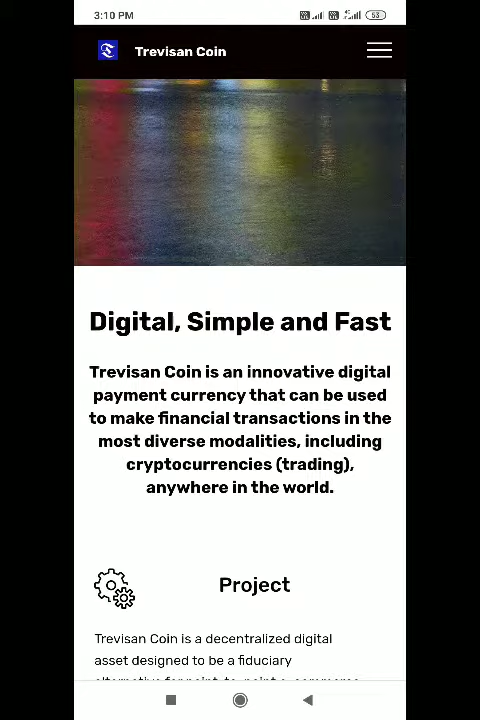 3:10 PM
53
Trevisan Coin
Digital, Simple and Fast
Trevisan Coin is an innovative digital
payment currency that can be used
to make financial transactions in the
most diverse modalities, including
cryptocurrencies (trading),
anywhere in the world.
Project
Trevisan Coin is a decentralized digital
asset designed to be a fiduciary